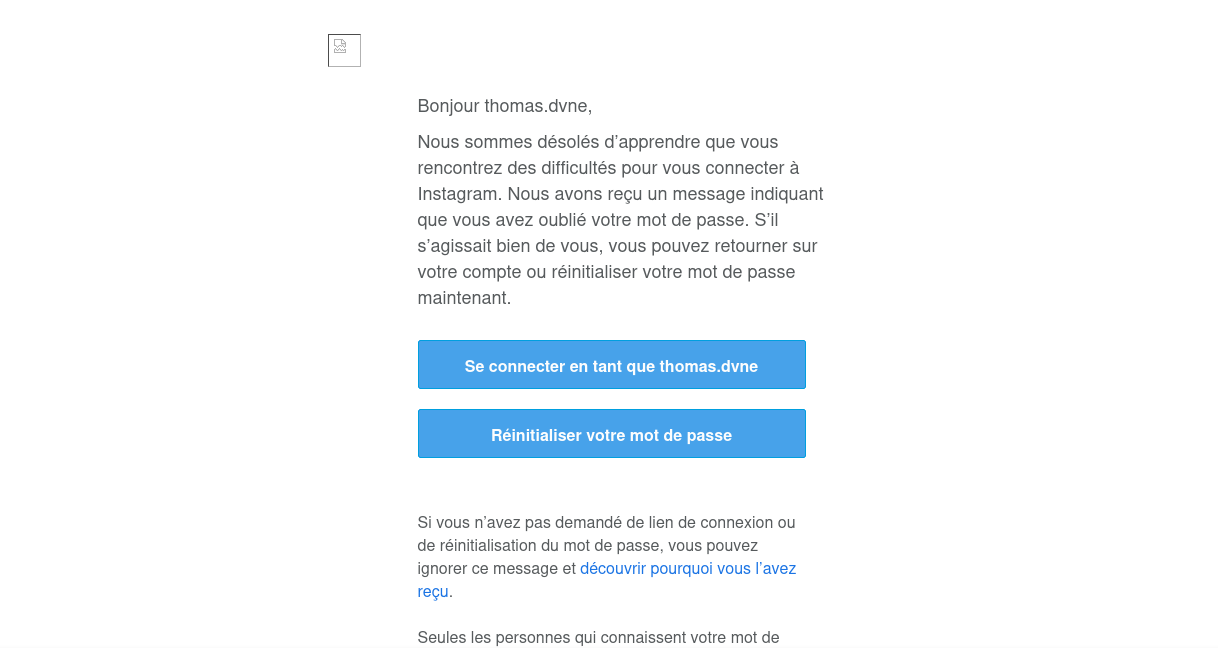 Bonjour thomas.dvne,
Nous sommes désolés d’apprendre que vous
rencontrez des difficultés pour vous connecter à
Instagram. Nous avons reçu un message indiquant
que vous avez oublié votre mot de passe. S’il
s’agissait bien de vous, vous pouvez retourner sur
votre compte ou réinitialiser votre mot de passe
maintenant.
Se connecter en tant que thomas.dvne
Réinitialiser votre mot de passe
Si vous n’avez pas demandé de lien de connexion ou
de réinitialisation du mot de passe, vous pouvez
ignorer ce message et découvrir pourquoi vous l’avez
reçu.
Seules les personnes qui connaissent votre mot de